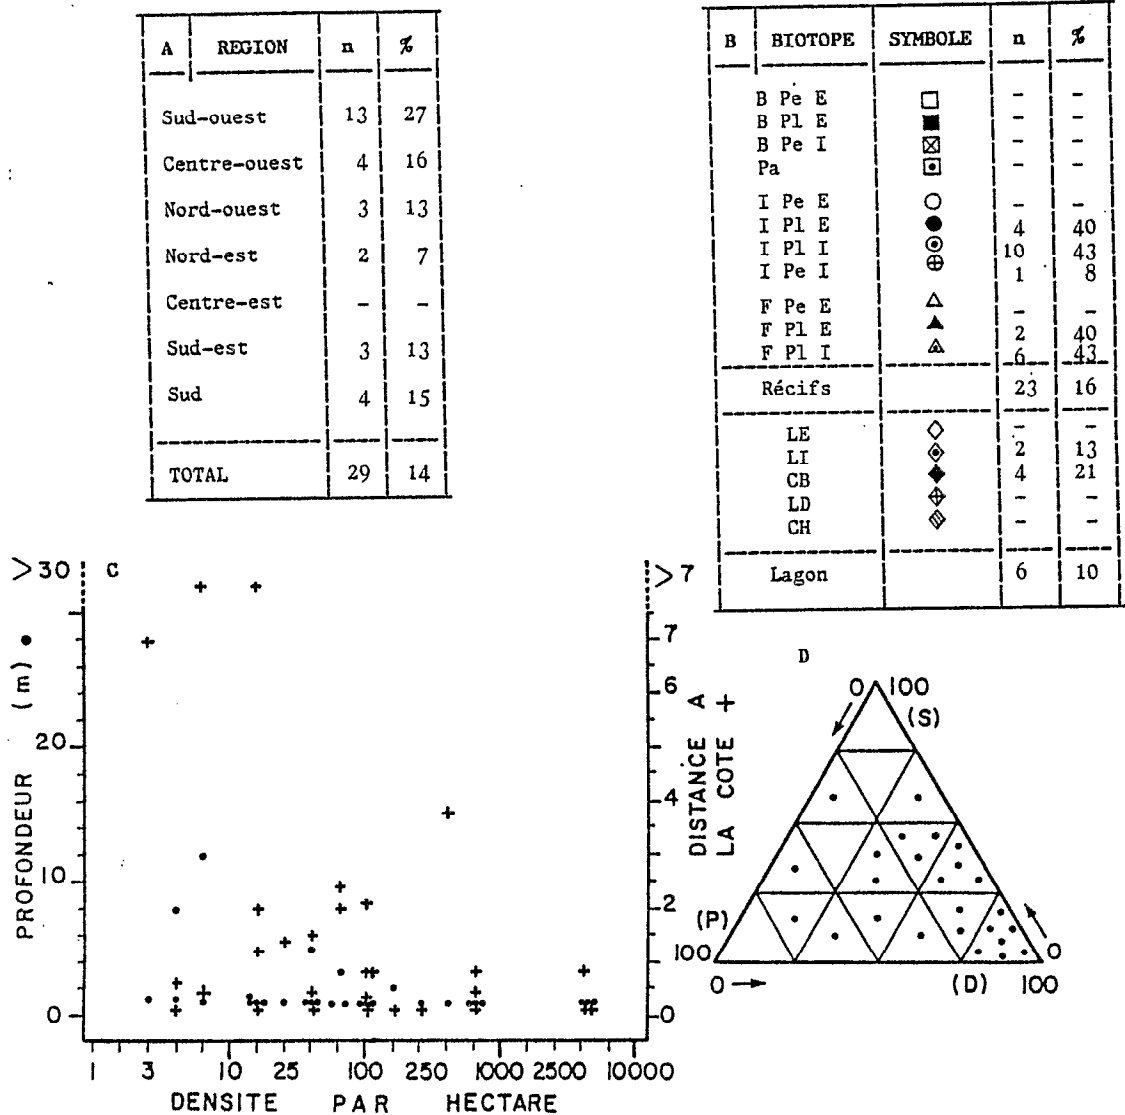 A REGION n %
Sud-ouest 13 27
Centre-ouest 4 16
Nord-ouest 3 13
Nord-est 2 7
Centre-est – –
Sud-est 3 13
Sud 4 15
TOTAL 29 14
B BIOTOPE SYMBOLE n %
B Pe E – –
B Pl E – –
B Pe I – –
Pa – –
I Pe E – –
I Pl E 4 40
I Pl I 10 43
I Pe I 1 8
F Pe E – –
F Pl E 2 40
F Pl I 6 43
Récifs 23 16
LE – –
LI 2 13
CB 4 21
LD – –
CH – –
Lagon 6 10
C
>30
20
10
0
PROFONDEUR (m) ●
>7
7
6
4
2
0
DISTANCE A
LA COTE +
1 3 10 25 100 250 1000 2500 10000
DENSITE PAR HECTARE
D
0 100
(S)
(P)
100 0
0 → (D) 100